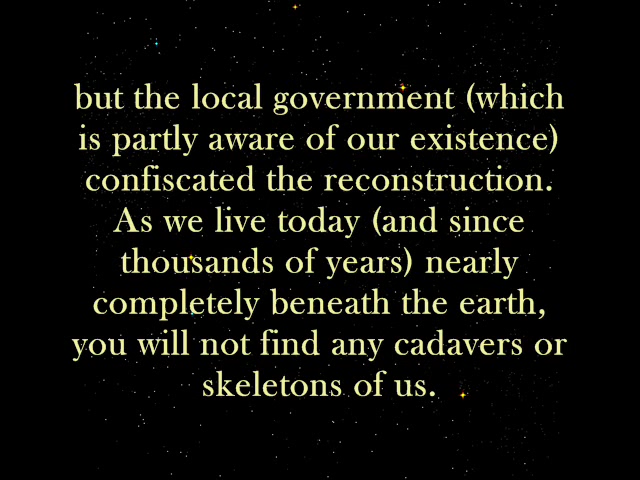 but the local government (which
is partly aware of our existence)
confiscated the reconstruction.
As we live today (and since
thousands of years) nearly
completely beneath the earth,
you will not find any cadavers or
skeletons of us.